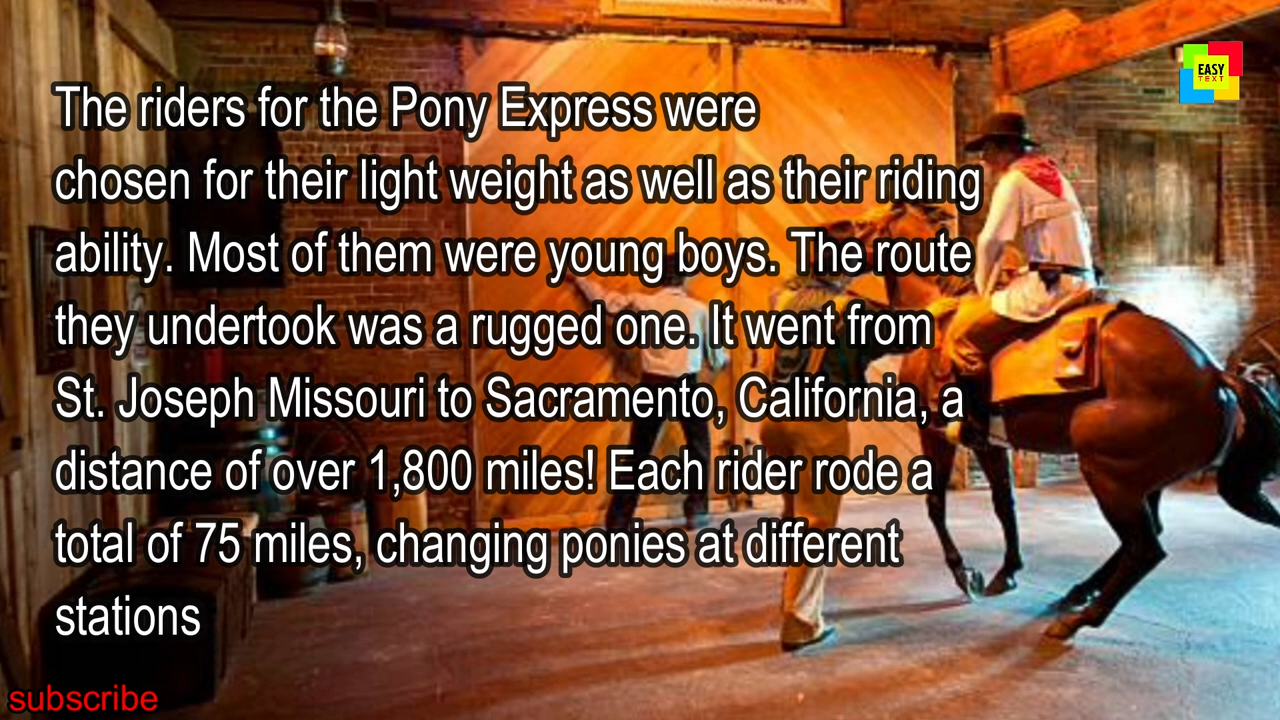 The riders for the Pony Express were
chosen for their light weight as well as their riding
ability. Most of them were young boys. The route
they undertook was a rugged one. It went from
St. Joseph Missouri to Sacramento, California, a
distance of over 1,800 miles! Each rider rode a
total of 75 miles, changing ponies at different
stations
EASY
TEXT
subscribe